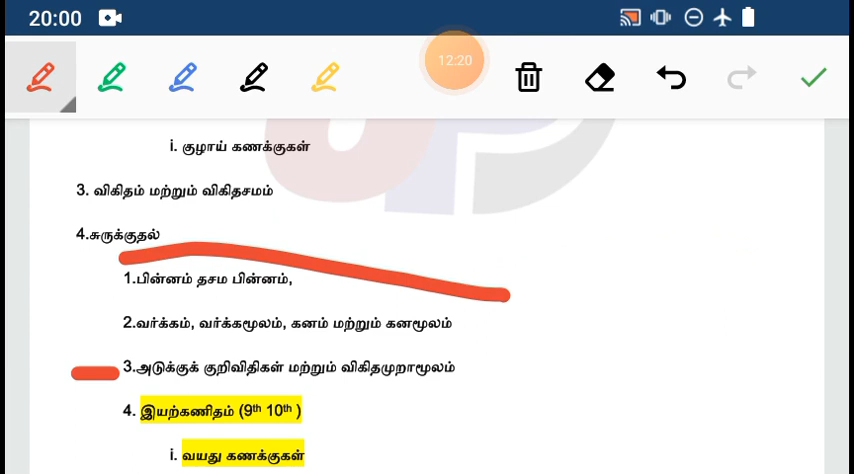 20:00
12:20
i. குழாய் கணக்குகள்
3. விகிதம் மற்றும் விகிதசமம்
4.சுருக்குதல்
1.பின்னம் தசம பின்னம்,
2.வர்க்கம், வர்க்கமூலம், கனம் மற்றும் கனமூலம்
3.அடுக்குக் குறிவிதிகள் மற்றும் விகிதமுறாமூலம்
4. இயற்கணிதம் (9th 10th )
i. வயது கணக்குகள்